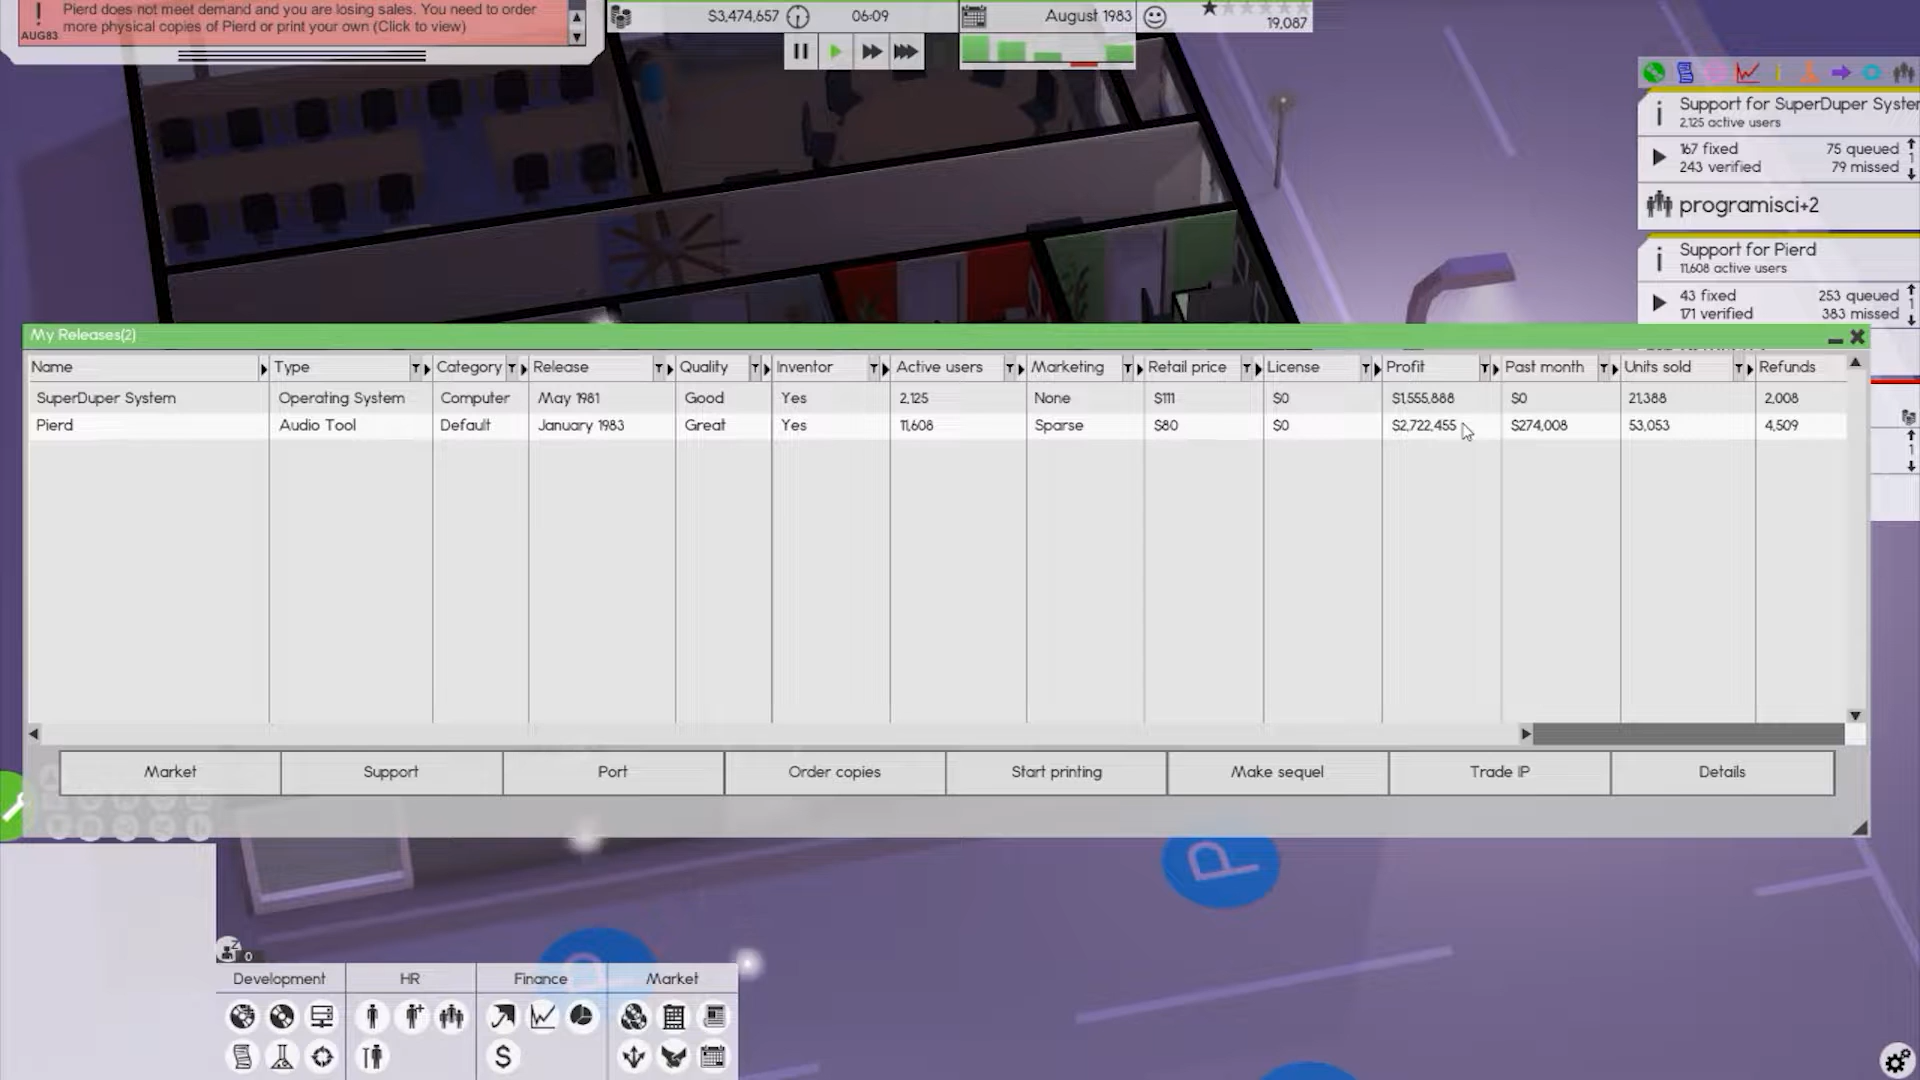 Pierd does not meet demand and you are losing sales. You need to order
more physical copies of Pierd or print your own (Click to view)
AUG83
$3,474,657
06:09
August 1983
19,087
Support for SuperDuper System
2,125 active users
167 fixed 75 queued
243 verified 79 missed
1
programisci+2
Support for Pierd
11,608 active users
43 fixed 253 queued
171 verified 383 missed
1
My Releases(2)
Name Type Category Release Quality Inventor Active users Marketing Retail price License Profit Past month Units sold Refunds
SuperDuper System Operating System Computer May 1981 Good Yes 2,125 None $111 $0 $1,555,888 $0 21,388 2,008
Pierd Audio Tool Default January 1983 Great Yes 11,608 Sparse $80 $0 $2,722,455 $274,008 53,053 4,509
1
Market Support Port Order copies Start printing Make sequel Trade IP Details
P
P
0
Development HR Finance Market